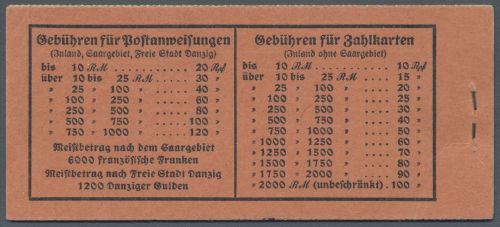 Gebühren für Postanweisungen
(Inland, Saargebiet, Freie Stadt Danzig)
bis 10 RM . . . . . . . . 20 Rpf
über 10 bis 25 RM . . . . 30 "
" 25 " 100 " . . . . 40 "
" 100 " 250 " . . . . 60 "
" 250 " 500 " . . . . 80 "
" 500 " 750 " . . . . 100 "
" 750 " 1000 " . . . . 120 "
Meistbetrag nach dem Saargebiet
6000 Französische Franken
Meistbetrag nach Freie Stadt Danzig
1200 Danziger Gulden
Gebühren für Zahlkarten
(Inland ohne Saargebiet)
bis 10 RM . . . . . . . . 10 Rpf
über 10 bis 25 RM . . . . 15 "
" 25 " 100 " . . . . 20 "
" 100 " 250 " . . . . 25 "
" 250 " 500 " . . . . 30 "
" 500 " 750 " . . . . 40 "
" 750 " 1000 " . . . . 50 "
" 1000 " 1250 " . . . . 60 "
" 1250 " 1500 " . . . . 70 "
" 1500 " 1750 " . . . . 80 "
" 1750 " 2000 " . . . . 90 "
" 2000 RM (unbeschränkt) . 100 "